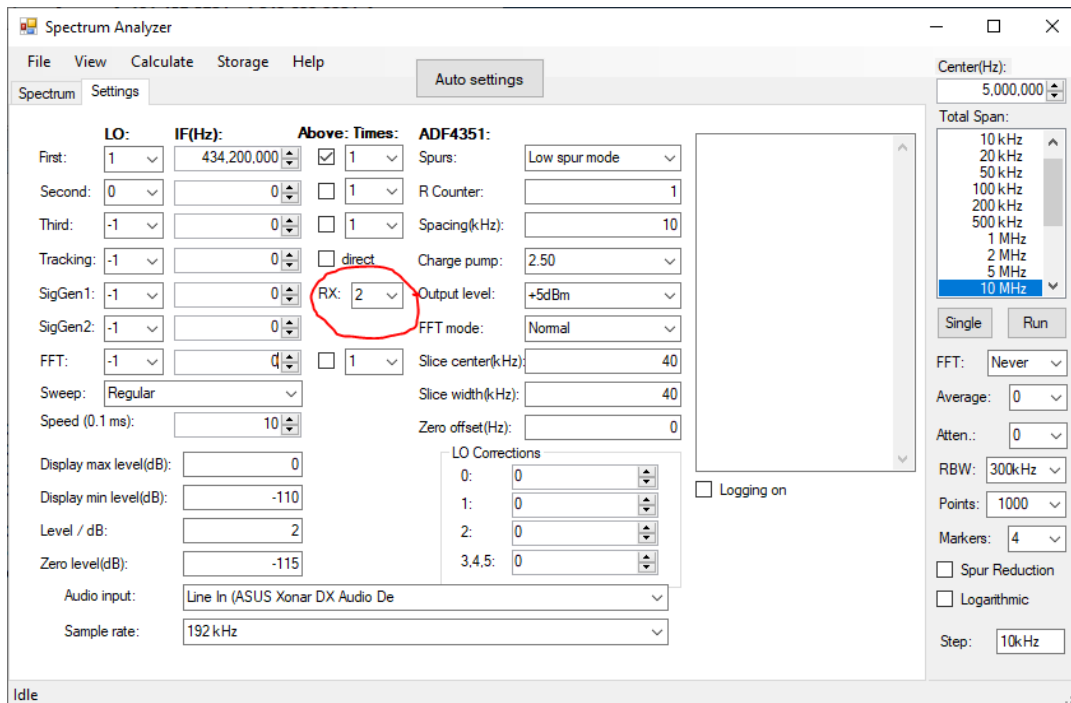 Spectrum Analyzer
File View Calculate Storage Help
Auto settings
Spectrum Settings
LO: IF(Hz): Above: Times: ADF4351:
First: 1 434,200,000 1 Spurs: Low spur mode
Second: 0 0 1 R Counter: 1
Third: -1 0 1 Spacing(kHz): 10
Tracking: -1 0 direct Charge pump: 2.50
SigGen1: -1 0 RX: 2 Output level: +5dBm
SigGen2: -1 0 FFT mode: Normal
FFT: -1 0 1 Slice center(kHz): 40
Sweep: Regular Slice width(kHz): 40
Speed (0.1 ms): 10 Zero offset(Hz): 0
LO Corrections
Display max level(dB): 0 0: 0
Display min level(dB): -110 1: 0
Level / dB: 2 2: 0
Zero level(dB): -115 3,4,5: 0
Audio input: Line In (ASUS Xonar DX Audio De
Sample rate: 192 kHz
Logging on
Center(Hz):
5,000,000
Total Span:
10 kHz
20 kHz
50 kHz
100 kHz
200 kHz
500 kHz
1 MHz
2 MHz
5 MHz
10 MHz
Single Run
FFT: Never
Average: 0
Atten.: 0
RBW: 300kHz
Points: 1000
Markers: 4
Spur Reduction
Logarithmic
Step: 10kHz
Idle